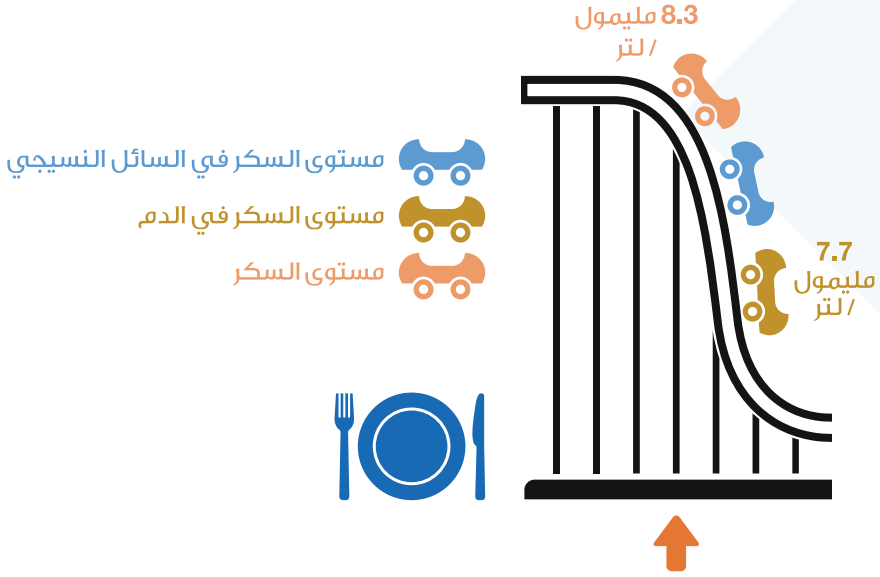 8.3 مليمول
/ لتر
مستوى السكر في السائل النسيجي
مستوى السكر في الدم
مستوى السكر
7.7
مليمول
/ لتر